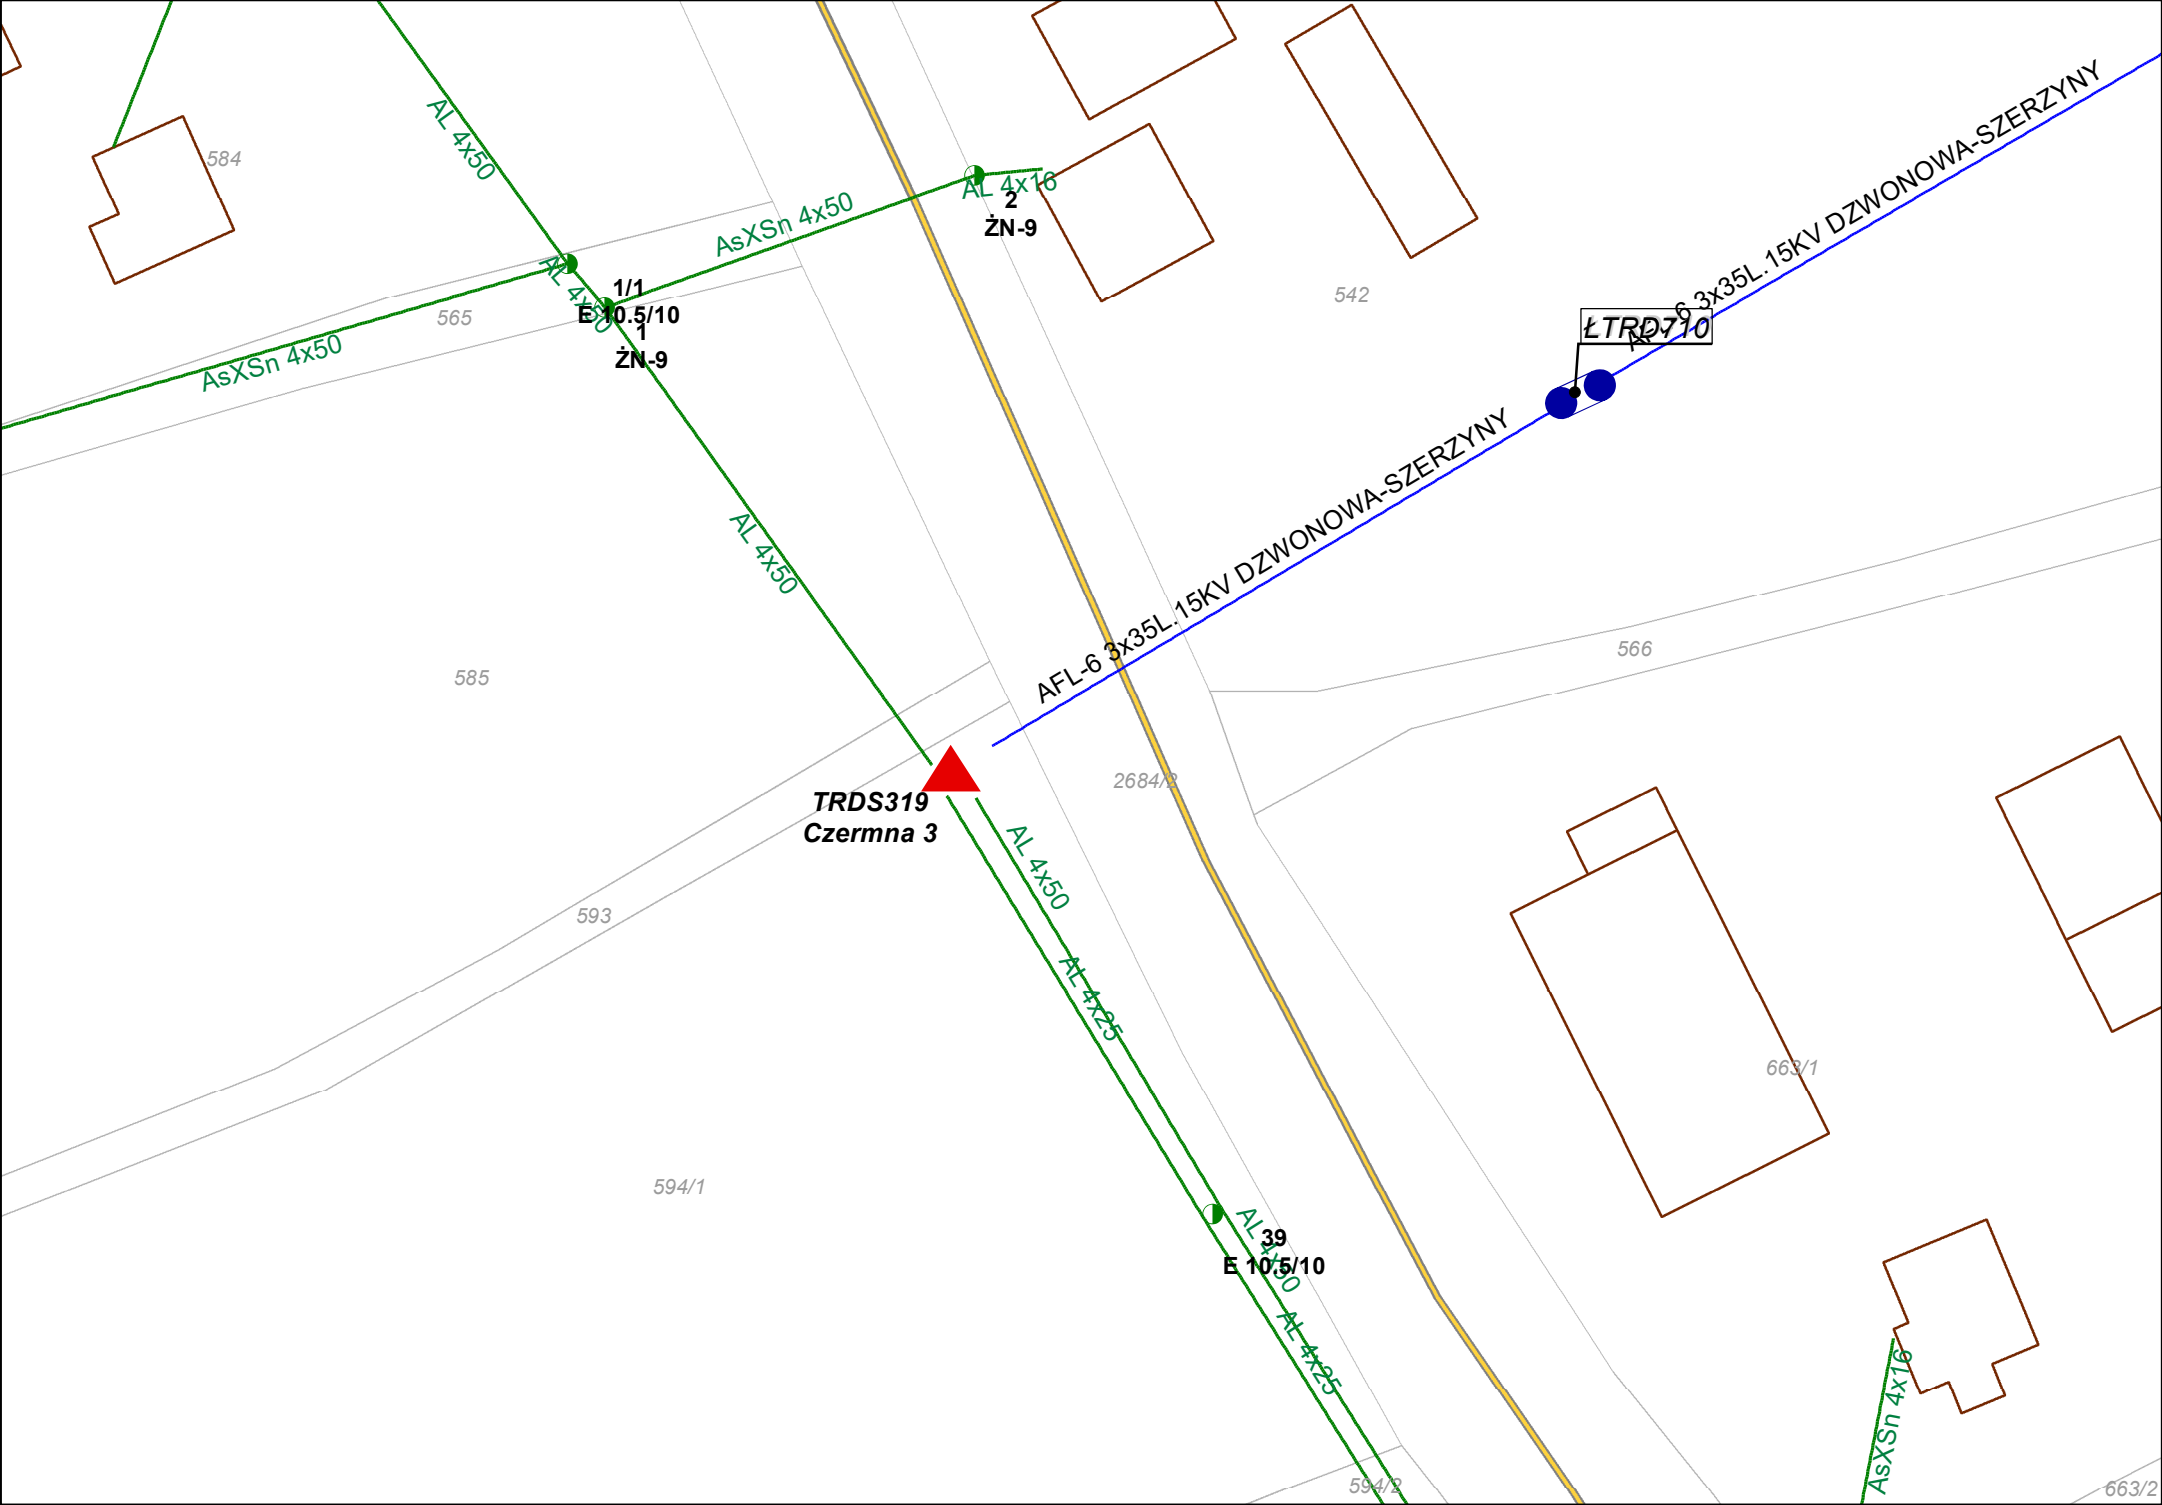 AL 4x50
584
AL 4x16
2
ŻN-9
AsXSn 4x50
AFL-6 3x35L.15KV DZWONOWA-SZERZYNY
AL 4x50
1/1
E 10.5/10
1
ŻN-9
565
AsXSn 4x50
542
ŁTRD710
AFL-6 3x35L.15KV DZWONOWA-SZERZYNY
AL 4x50
585
566
2684/2
TRDS319
Czermna 3
AL 4x50
593
AL 4x25
663/1
594/1
AL 4x50
39
E 10.5/10
AL 4x25
AsXSn 4x16
594/2
663/2